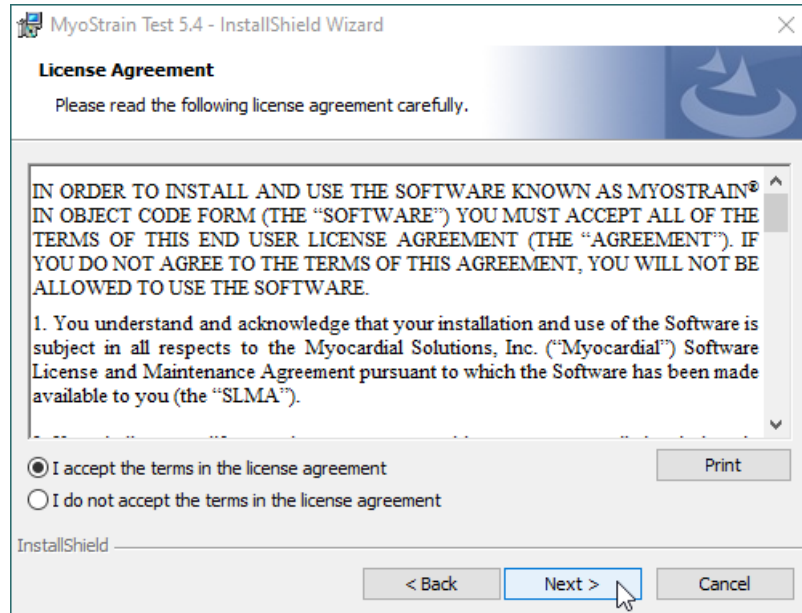 MyoStrain Test 5.4 - InstallShield Wizard
License Agreement
Please read the following license agreement carefully.
IN ORDER TO INSTALL AND USE THE SOFTWARE KNOWN AS MYOSTRAIN®
IN OBJECT CODE FORM (THE “SOFTWARE”) YOU MUST ACCEPT ALL OF THE
TERMS OF THIS END USER LICENSE AGREEMENT (THE “AGREEMENT”). IF
YOU DO NOT AGREE TO THE TERMS OF THIS AGREEMENT, YOU WILL NOT BE
ALLOWED TO USE THE SOFTWARE.
1. You understand and acknowledge that your installation and use of the Software is
subject in all respects to the Myocardial Solutions, Inc. (“Myocardial”) Software
License and Maintenance Agreement pursuant to which the Software has been made
available to you (the “SLMA”).
I accept the terms in the license agreement
Print
I do not accept the terms in the license agreement
InstallShield
< Back
Next >
Cancel